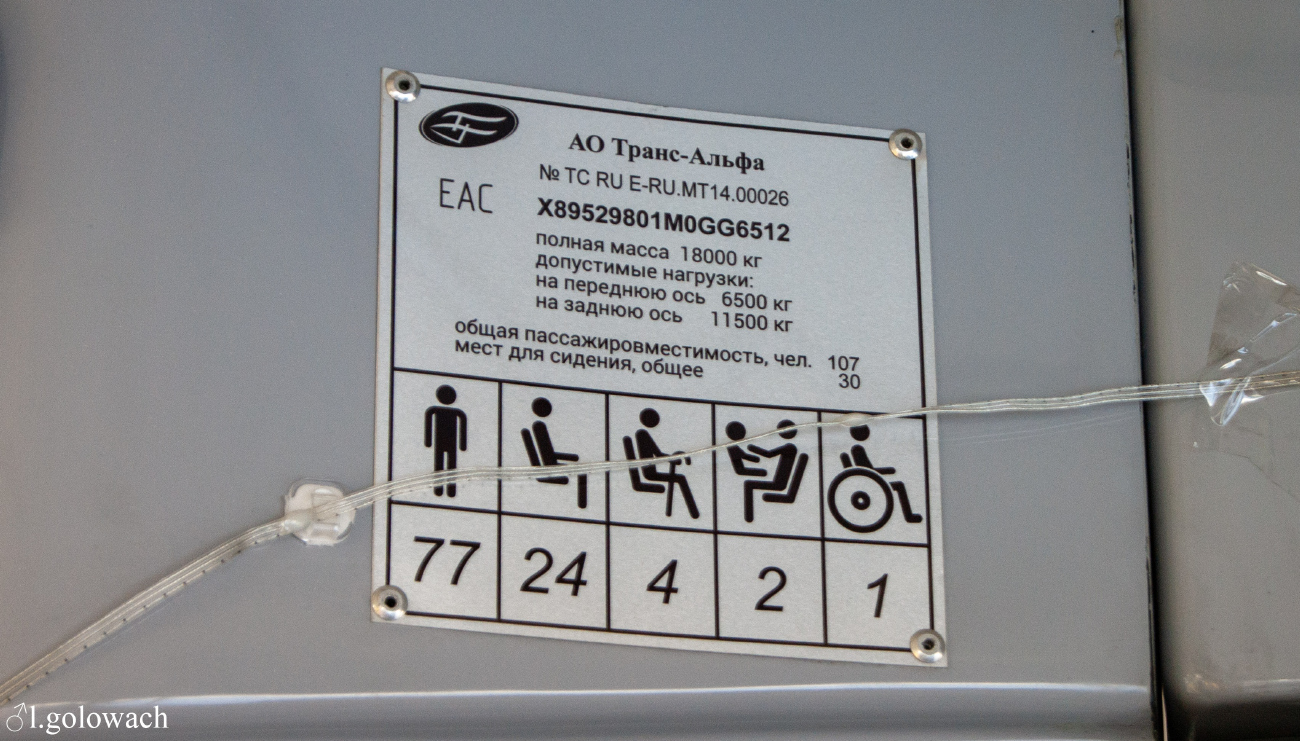 АО Транс-Альфа
№ ТС RU Е-RU.МТ14.00026
EAC
X89529801M0GG6512
полная масса 18000 кг
допустимые нагрузки:
на переднюю ось 6500 кг
на заднюю ось 11500 кг
общая пассажировместимость, чел. 107
мест для сидения, общее 30
77 24 4 2 1
♂l.golowach